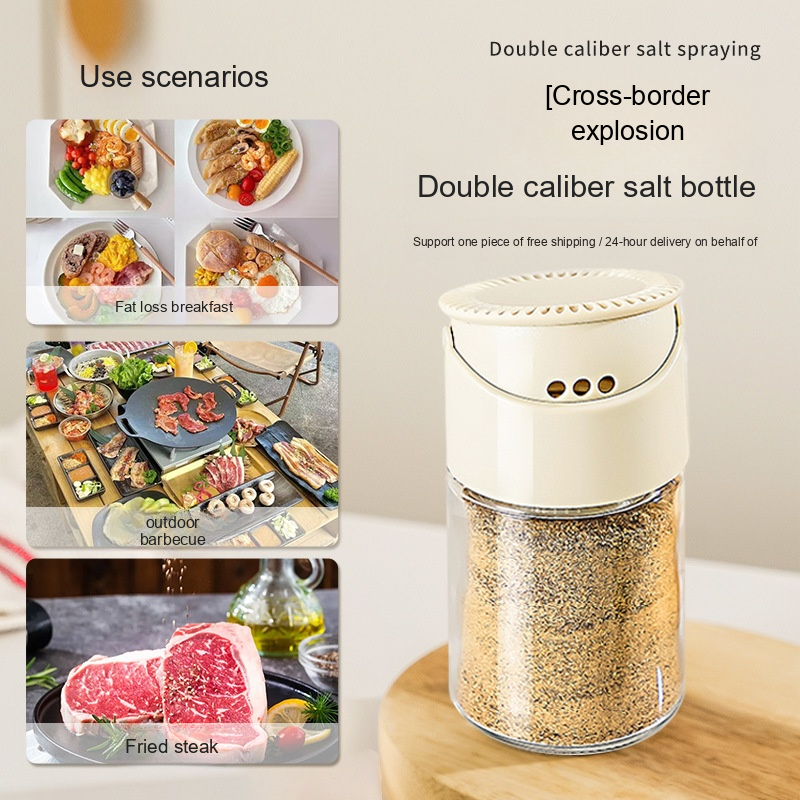 Use scenarios
Fat loss breakfast
outdoor
barbecue
Fried steak
Double caliber salt spraying
[Cross-border
explosion
Double caliber salt bottle
Support one piece of free shipping / 24-hour delivery on behalf of